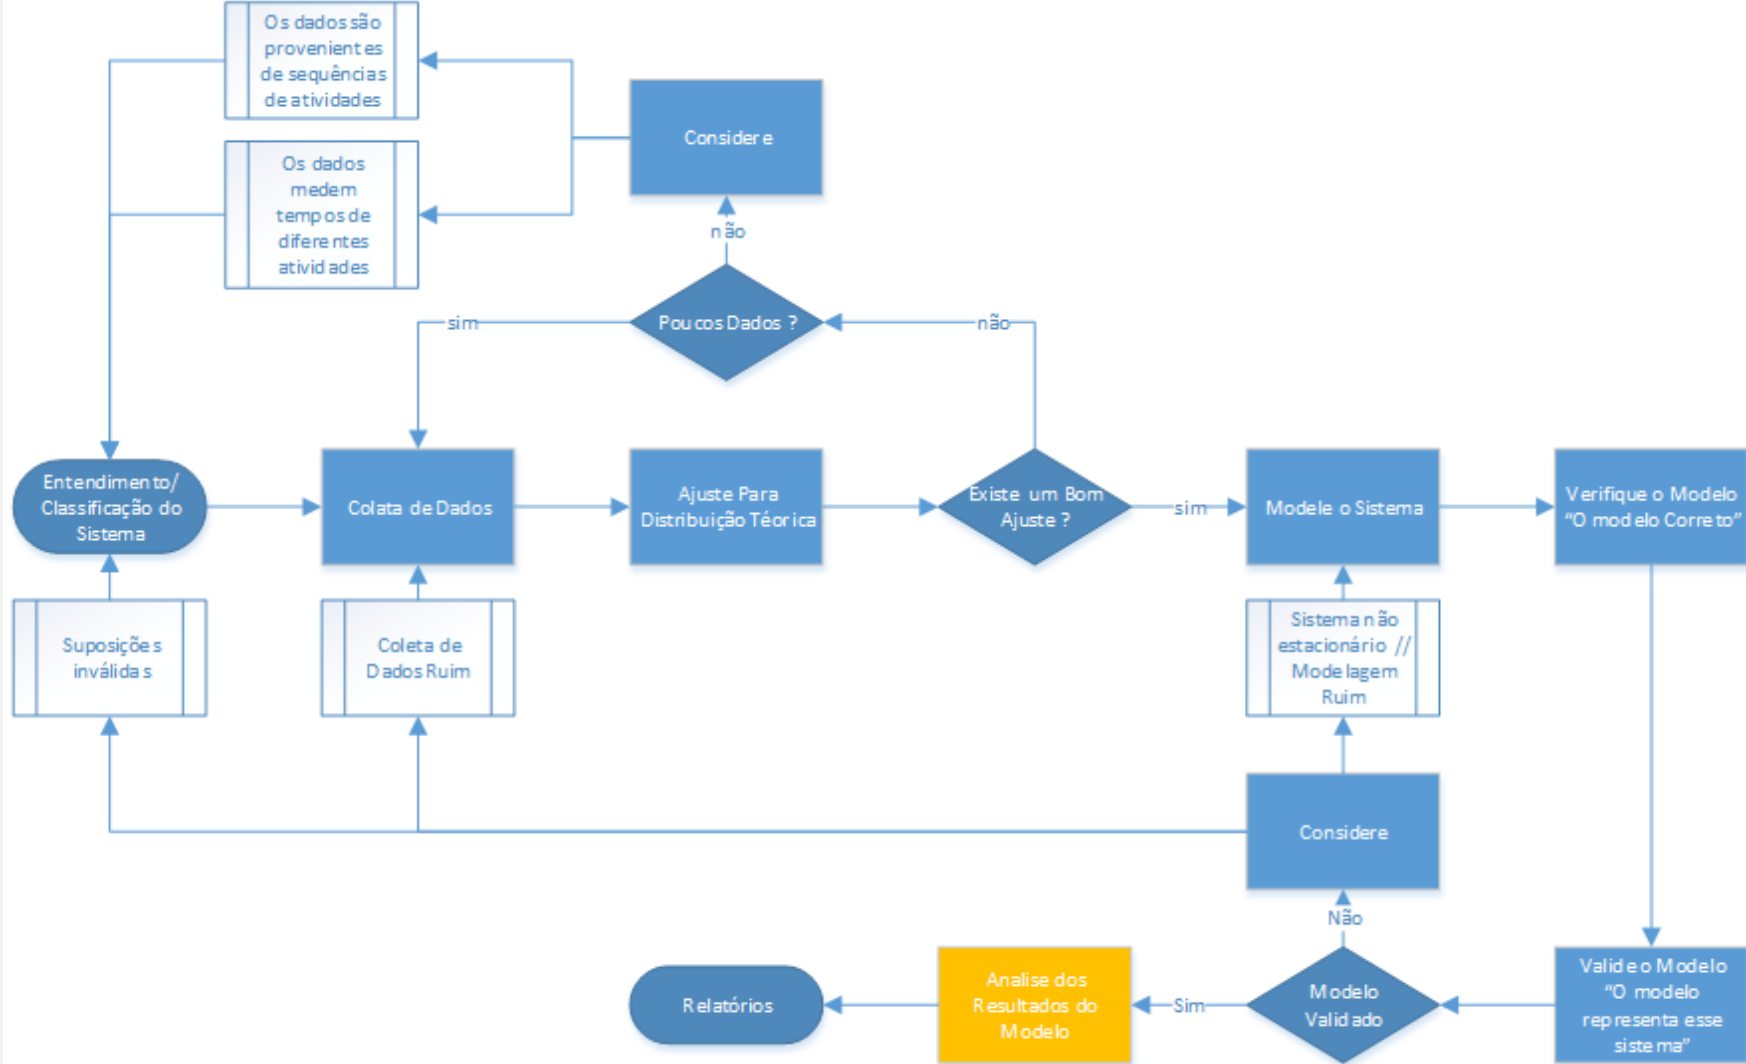 Os dados são
provenientes
de sequências
de atividades
Considere
Os dados
medem
tempos de
diferentes
atividades
não
sim
Poucos Dados ?
não
Entendimento/
Classificação do
Sistema
Colata de Dados
Ajuste Para
Distribuição Téorica
Existe um Bom
Ajuste ?
sim
Modele o Sistema
Verifique o Modelo
“O modelo Correto”
Suposições
inválidas
Coleta de
Dados Ruim
Sistema não
estacionário //
Modelagem
Ruim
Considere
Não
Relatórios
Analise dos
Resultados do
Modelo
Sim
Modelo
Validado
Valide o Modelo
“O modelo
representa esse
sistema”